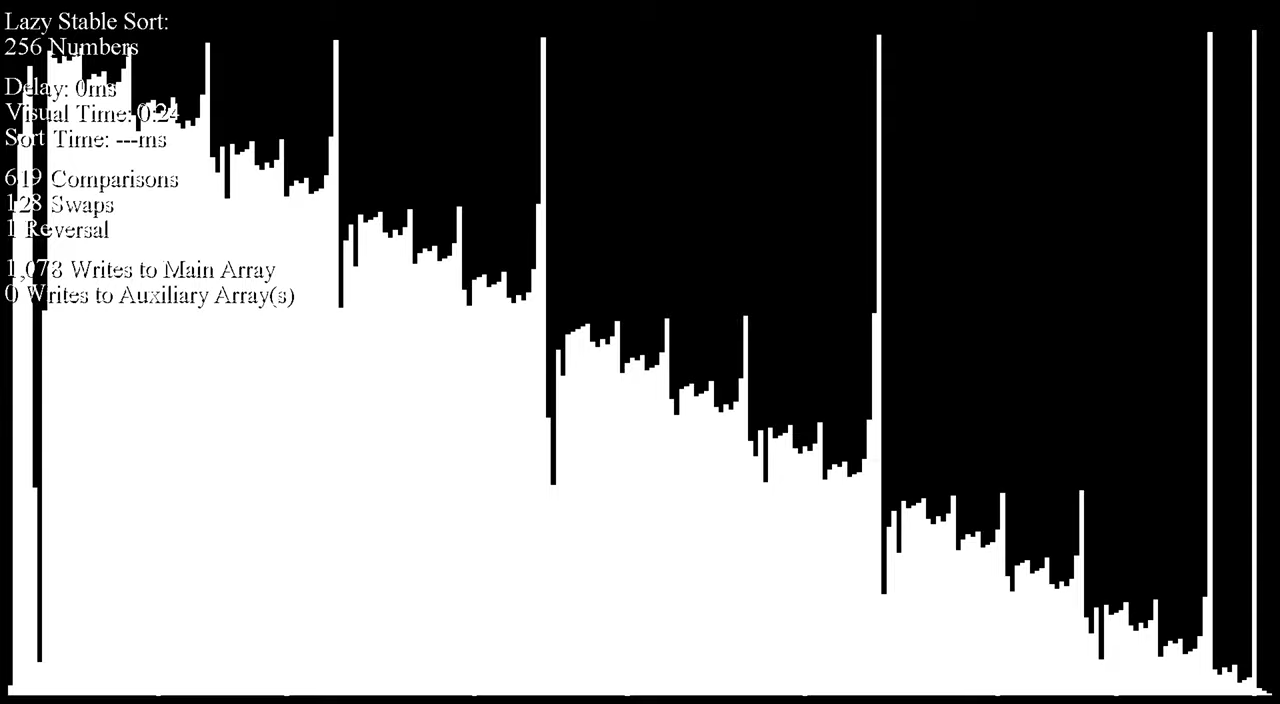 Lazy Stable Sort:
256 Numbers
Delay: 0ms
Visual Time: 0:24
Sort Time: ---ms
619 Comparisons
128 Swaps
1 Reversal
1,078 Writes to Main Array
0 Writes to Auxiliary Array(s)